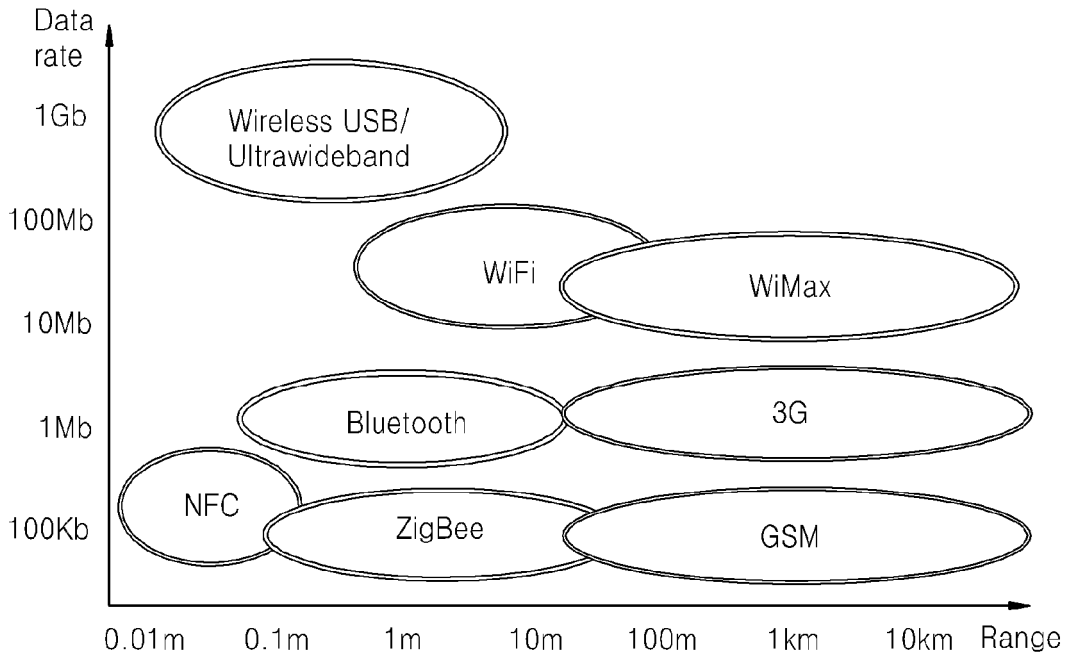 Data
rate
1Gb
Wireless USB/
Ultrawideband
100Mb
WiFi
WiMax
10Mb
Bluetooth
3G
1Mb
NFC
ZigBee
GSM
100Kb
0.01m 0.1m 1m 10m 100m 1km 10km Range